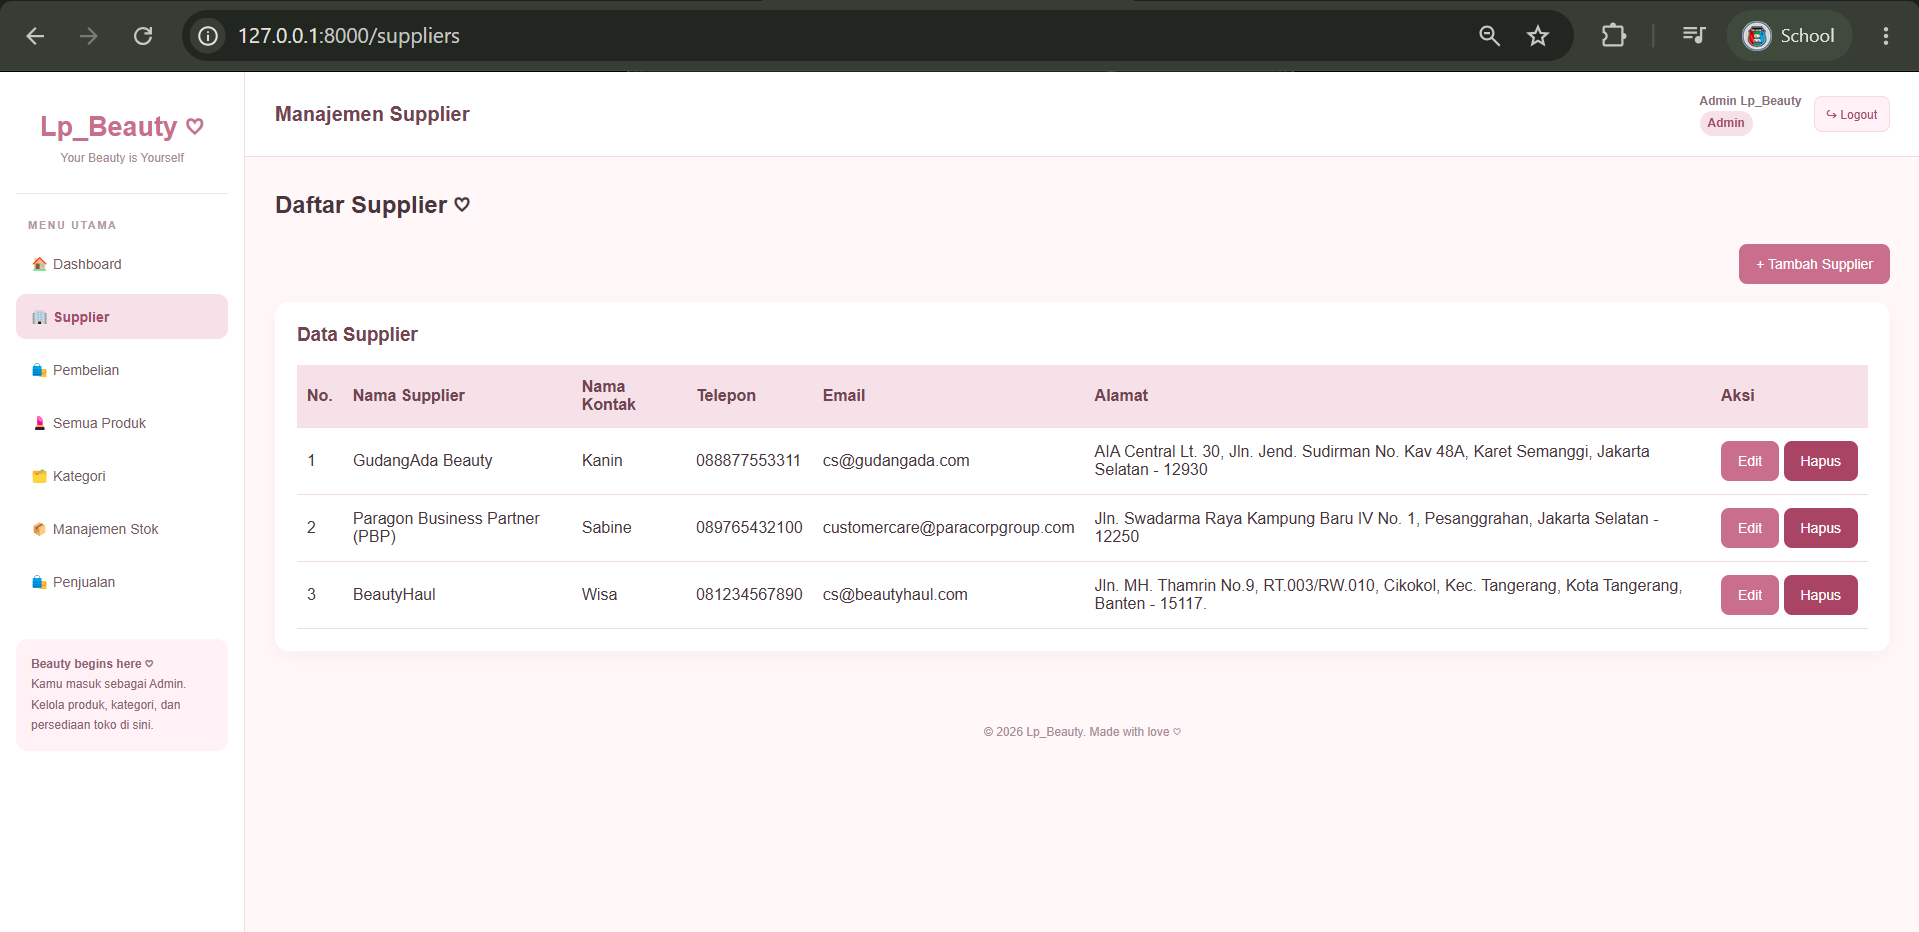 127.0.0.1:8000/suppliers
School
Lp_Beauty ♡
Your Beauty is Yourself
MENU UTAMA
Dashboard
Supplier
Pembelian
Semua Produk
Kategori
Manajemen Stok
Penjualan
Beauty begins here ♡
Kamu masuk sebagai Admin.
Kelola produk, kategori, dan
persediaan toko di sini.
Manajemen Supplier
Admin Lp_Beauty
Admin
↪ Logout
Daftar Supplier ♡
+ Tambah Supplier
Data Supplier
No. Nama Supplier Nama Kontak Telepon Email Alamat Aksi
1 GudangAda Beauty Kanin 088877553311 cs@gudangada.com AIA Central Lt. 30, Jln. Jend. Sudirman No. Kav 48A, Karet Semanggi, Jakarta
Selatan - 12930
Edit Hapus
2 Paragon Business Partner
(PBP)
Sabine 089765432100 customercare@paracorpgroup.com Jln. Swadarma Raya Kampung Baru IV No. 1, Pesanggrahan, Jakarta Selatan -
12250
Edit Hapus
3 BeautyHaul Wisa 081234567890 cs@beautyhaul.com Jln. MH. Thamrin No.9, RT.003/RW.010, Cikokol, Kec. Tangerang, Kota Tangerang,
Banten - 15117.
Edit Hapus
© 2026 Lp_Beauty. Made with love ♡